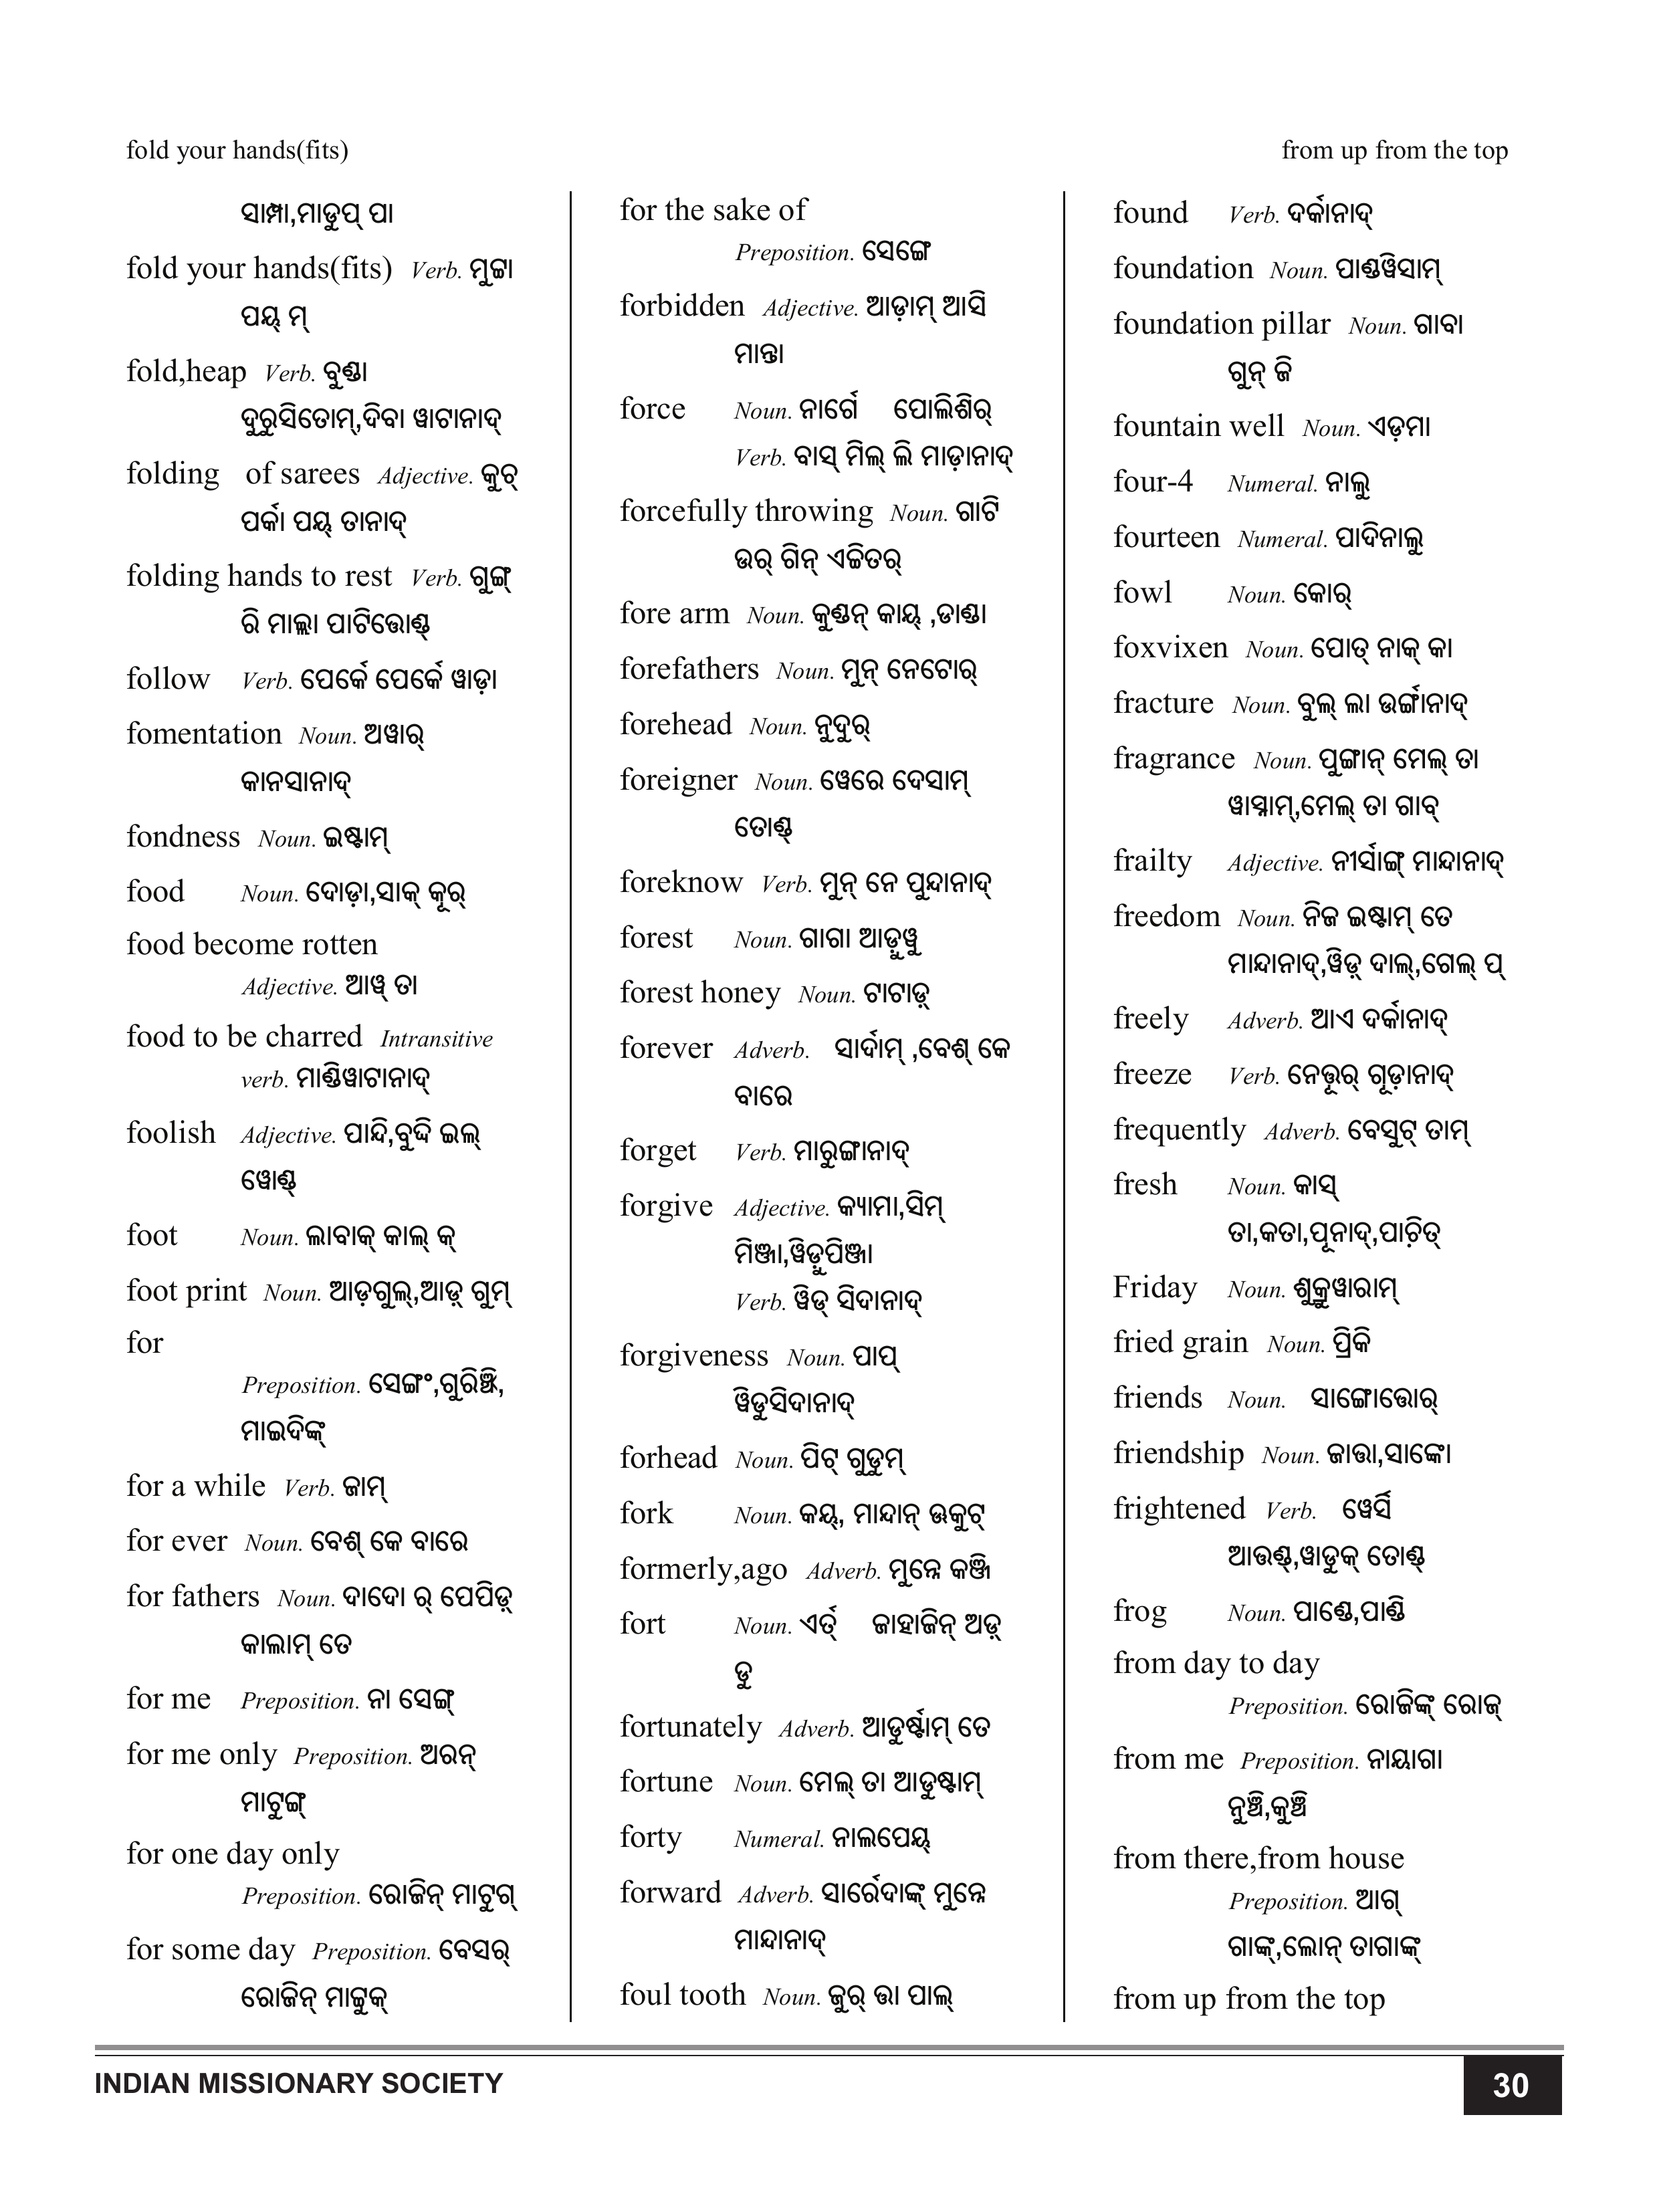 fold your hands(fits)
from up from the top
ସାମ୍ପା,ମାଡୁପ୍ ପା
fold your hands(fits) Verb. ମୁଟ୍ଟା
ପୟ୍ ମ୍
fold,heap Verb. ବୁଣ୍ଡା
ଦୁରୁସିତୋମ୍,ଦିବା ୱାଟାନାଦ୍
folding of sarees Adjective. କୁଚ୍
ପର୍କା ପୟ୍ ତାନାଦ୍
folding hands to rest Verb. ଗୁଙ୍ଗ୍
ରି ମାଲ୍ଲା ପାଟିତ୍ତୋଣ୍ଡ୍
follow Verb. ପେର୍କେ ପେର୍କେ ୱାଡ଼ା
fomentation Noun. ଅୱାର୍
କାନସାନାଦ୍
fondness Noun. ଇଷ୍ଟାମ୍
food Noun. ଦୋଡ଼ା,ସାକ୍ କୂର୍
food become rotten
Adjective. ଆୱ୍ ତା
food to be charred Intransitive
verb. ମାଣ୍ଡିୱାଟାନାଦ୍
foolish Adjective. ପାନ୍ଦି,ବୁଦ୍ଦି ଇଲ୍
ୱୋଣ୍ଡ୍
foot Noun. ଲାବାକ୍ କାଲ୍ କ୍
foot print Noun. ଆଡ଼ଗୁଲ୍,ଆଡ଼୍ ଗୁମ୍
for
Preposition. ସେଙ୍ଗଂ,ଗୁରିଞ୍ଚି,
ମାଇଦିଙ୍କ୍
for a while Verb. ଜାମ୍
for ever Noun. ବେଶ୍ କେ ବାରେ
for fathers Noun. ଦାଦୋ ର୍ ପେପିଡ଼୍
କାଲାମ୍ ତେ
for me Preposition. ନା ସେଙ୍ଗ୍
for me only Preposition. ଅରନ୍
ମାଟୁଙ୍ଗ୍
for one day only
Preposition. ରୋଜିନ୍ ମାଟୁଗ୍
for some day Preposition. ବେସର୍
ରୋଜିନ୍ ମାଟ୍ଟୁକ୍
for the sake of
Preposition. ସେଙ୍ଗେ
forbidden Adjective. ଆଡ଼ାମ୍ ଆସି
ମାନ୍ତା
force Noun. ନାର୍ଗେ ପୋଲିଶିର୍
Verb. ବାସ୍ ମିଲ୍ ଲି ମାଡ଼ାନାଦ୍
forcefully throwing Noun. ଗାଟି
ଉର୍ ଗିନ୍ ଏଚ୍ଚିତର୍
fore arm Noun. କୁଣ୍ଡନ୍ କାୟ୍ ,ଡାଣ୍ଡା
forefathers Noun. ମୁନ୍ ନେଟୋର୍
forehead Noun. ନୁଦୁର୍
foreigner Noun. ୱେରେ ଦେସାମ୍
ତୋଣ୍ଡ୍
foreknow Verb. ମୁନ୍ ନେ ପୁନ୍ଦାନାଦ୍
forest Noun. ଗାଗା ଆଡ଼ୁୱୁ
forest honey Noun. ଟାଟାଡ଼୍
forever Adverb. ସାର୍ଦାମ୍ ,ବେଶ୍ କେ
ବାରେ
forget Verb. ମାରୁଙ୍ଗାନାଦ୍
forgive Adjective. କ୍ୟାମା,ସିମ୍
ମିଞ୍ଜା,ୱିଡ଼ୁପିଞ୍ଜା
Verb. ୱିଡ୍ ସିଦାନାଦ୍
forgiveness Noun. ପାପ୍
ୱିଡୁସିଦାନାଦ୍
forhead Noun. ପିଟ୍ ଗୁଡୁମ୍
fork Noun. କୟ୍, ମାନ୍ଦାନ୍ ଊକୁଟ୍
formerly,ago Adverb. ମୁନ୍ନେ କଞ୍ଜି
fort Noun. ଏର୍ତ୍ ଜାହାଜିନ୍ ଅଡ଼୍
ଡୁ
fortunately Adverb. ଆଡୁର୍ଷ୍ଟାମ୍ ତେ
fortune Noun. ମେଲ୍ ତା ଆଡୁଷ୍ଟାମ୍
forty Numeral. ନାଲପେୟ୍
forward Adverb. ସାର୍ରେଦାଙ୍କ୍ ମୁନ୍ନେ
ମାନ୍ଦାନାଦ୍
foul tooth Noun. ଜୁର୍ ତ୍ତା ପାଲ୍
found Verb. ଦର୍କାନାଦ୍
foundation Noun. ପାଣ୍ଡୱିସାମ୍
foundation pillar Noun. ଗାବା
ଗୁନ୍ ଜି
fountain well Noun. ଏଡ଼ମା
four-4 Numeral. ନାଲୁ
fourteen Numeral. ପାଦିନାଲୁ
fowl Noun. କୋର୍
foxvixen Noun. ପୋତ୍ ନାକ୍ କା
fracture Noun. ବୁଲ୍ ଲା ଉର୍ଙ୍ଗାନାଦ୍
fragrance Noun. ପୁଙ୍ଗାନ୍ ମେଲ୍ ତା
ୱାସ୍ନାମ୍,ମେଲ୍ ତା ଗାବ୍
frailty Adjective. ନୀର୍ସାଙ୍ଗ୍ ମାନ୍ଦାନାଦ୍
freedom Noun. ନିଜ ଇଷ୍ଟାମ୍ ତେ
ମାନ୍ଦାନାଦ୍,ୱିଡ଼୍ ଦାଲ୍,ଗେଲ୍ ପ୍
freely Adverb. ଆଏ ଦର୍କାନାଦ୍
freeze Verb. ନେତ୍ତୂର୍ ଗୂଡ଼ାନାଦ୍
frequently Adverb. ବେସୁଟ୍ ତାମ୍
fresh Noun. କାସ୍
ତା,କତା,ପୂନାଦ୍,ପାଚ଼ିତ୍
Friday Noun. ଶୁକ୍ରୁୱାରାମ୍
fried grain Noun. ପ୍ରିକି
friends Noun. ସାଙ୍ଗୋତ୍ତୋର୍
friendship Noun. ଜାତ୍ତା,ସାଙ୍କୋ
frightened Verb. ୱେର୍ସି
ଆଉଣ୍ଡ୍,ୱାଡୁକ୍ ତୋଣ୍ଡ୍
frog Noun. ପାଣ୍ଡେ,ପାଣ୍ଡି
from day to day
Preposition. ରୋଜିଙ୍କ୍ ରୋଜ୍
from me Preposition. ନାୟାଗା
ନୁଞ୍ଚି,କୁଞ୍ଚି
from there,from house
Preposition. ଆଗ୍
ଗାଙ୍କ୍,ଲୋନ୍ ତାଗାଙ୍କ୍
from up from the top
INDIAN MISSIONARY SOCIETY
30